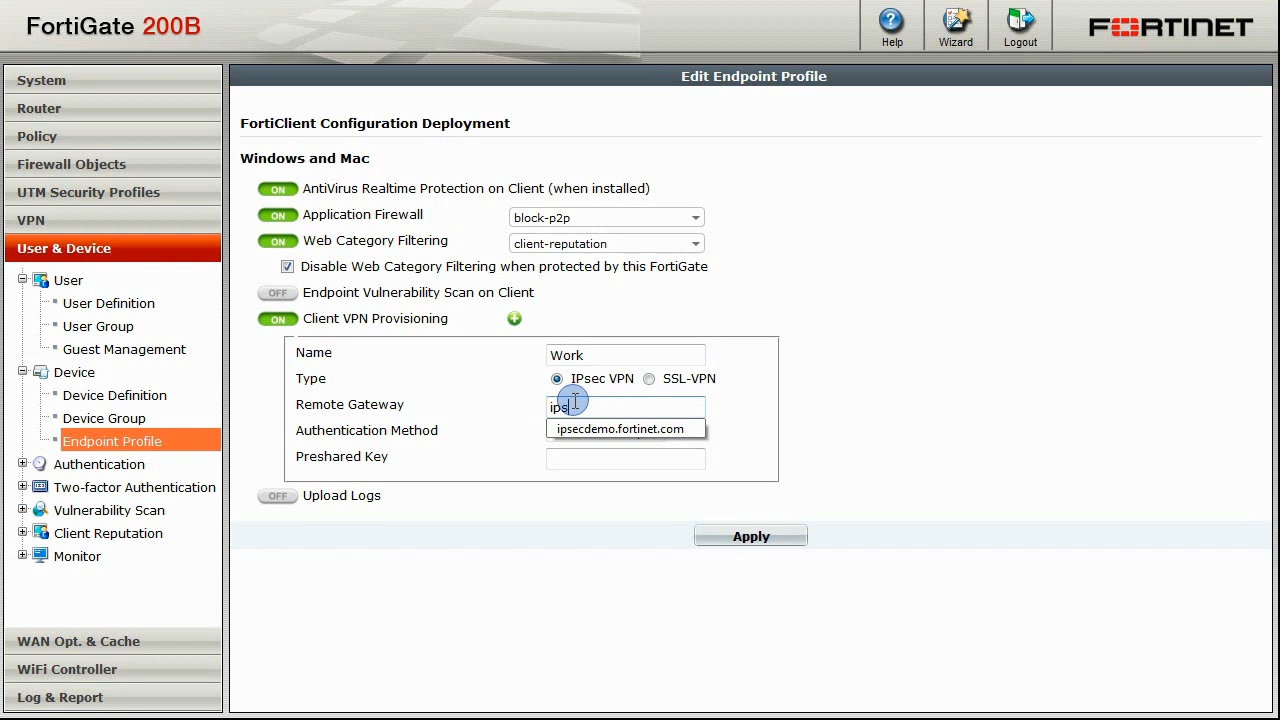 FortiGate 200B
Help
Wizard
Logout
FORTINET
System
Router
Policy
Firewall Objects
UTM Security Profiles
VPN
User & Device
User
User Definition
User Group
Guest Management
Device
Device Definition
Device Group
Endpoint Profile
Authentication
Two-factor Authentication
Vulnerability Scan
Client Reputation
Monitor
WAN Opt. & Cache
WiFi Controller
Log & Report
Edit Endpoint Profile
FortiClient Configuration Deployment
Windows and Mac
ON AntiVirus Realtime Protection on Client (when installed)
ON Application Firewall block-p2p
ON Web Category Filtering client-reputation
Disable Web Category Filtering when protected by this FortiGate
OFF Endpoint Vulnerability Scan on Client
ON Client VPN Provisioning
Name Work
Type IPsec VPN SSL-VPN
Remote Gateway ips
ipsecdemo.fortinet.com
Authentication Method
Preshared Key
OFF Upload Logs
Apply